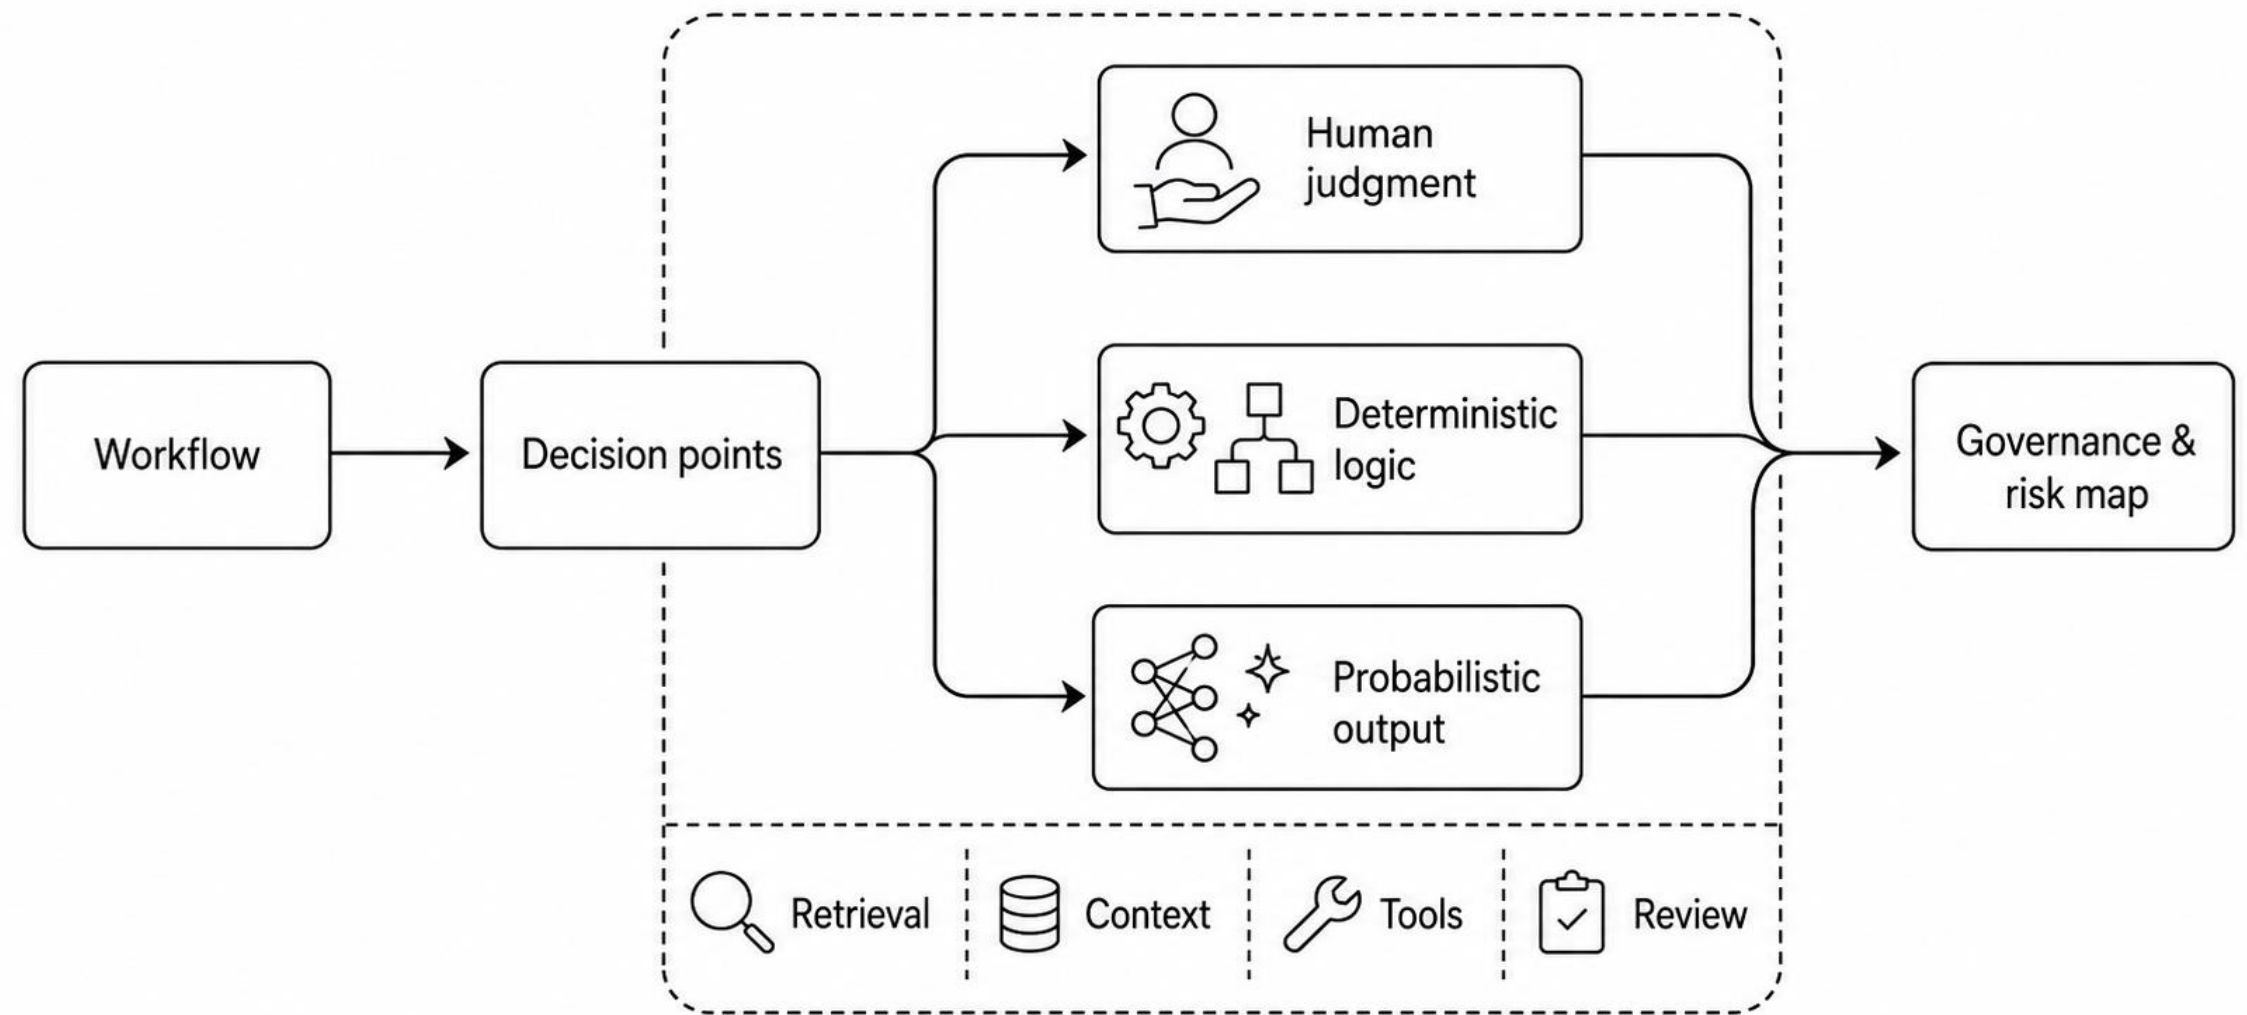 Workflow
Decision points
Human
judgment
Deterministic
logic
Probabilistic
output
Governance &
risk map
Retrieval
Context
Tools
Review